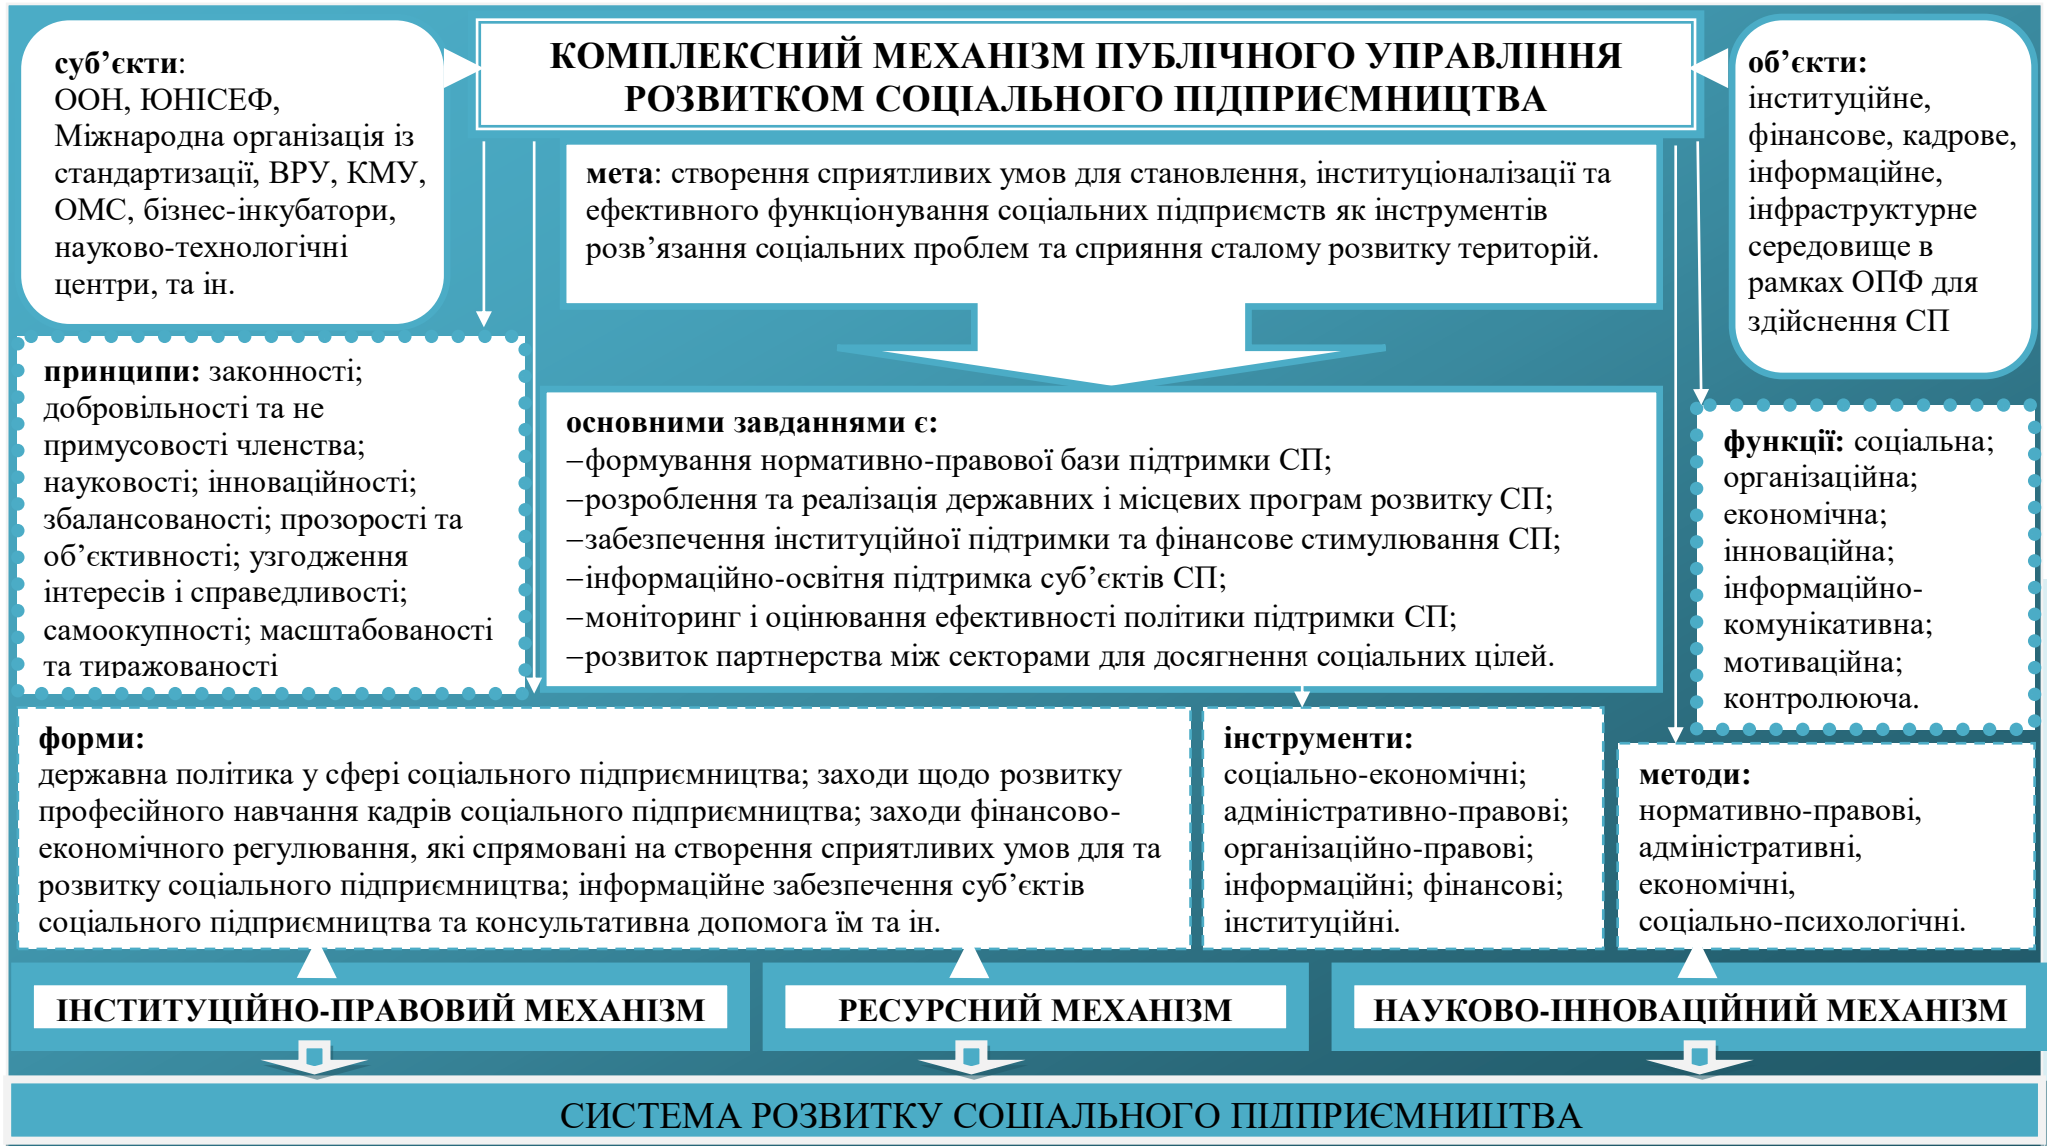 КОМПЛЕКСНИЙ МЕХАНІЗМ ПУБЛІЧНОГО УПРАВЛІННЯ
РОЗВИТКОМ СОЦІАЛЬНОГО ПІДПРИЄМНИЦТВА
суб’єкти:
ООН, ЮНІСЕФ,
Міжнародна організація із
стандартизації, ВРУ, КМУ,
ОМС, бізнес-інкубатори,
науково-технологічні
центри, та ін.
об’єкти:
інституційне,
фінансове, кадрове,
інформаційне,
інфраструктурне
середовище в
рамках ОПФ для
здійснення СП
мета: створення сприятливих умов для становлення, інституціоналізації та
ефективного функціонування соціальних підприємств як інструментів
розв’язання соціальних проблем та сприяння сталому розвитку територій.
принципи: законності;
добровільності та не
примусовості членства;
науковості; інноваційності;
збалансованості; прозорості та
об’єктивності; узгодження
інтересів і справедливості;
самоокупності; масштабованості
та тиражованості
основними завданнями є:
−формування нормативно-правової бази підтримки СП;
−розроблення та реалізація державних і місцевих програм розвитку СП;
−забезпечення інституційної підтримки та фінансове стимулювання СП;
−інформаційно-освітня підтримка суб’єктів СП;
−моніторинг і оцінювання ефективності політики підтримки СП;
−розвиток партнерства між секторами для досягнення соціальних цілей.
функції: соціальна;
організаційна;
економічна;
інноваційна;
інформаційно-
комунікативна;
мотиваційна;
контролююча.
форми:
державна політика у сфері соціального підприємництва; заходи щодо розвитку
професійного навчання кадрів соціального підприємництва; заходи фінансово-
економічного регулювання, які спрямовані на створення сприятливих умов для та
розвитку соціального підприємництва; інформаційне забезпечення суб’єктів
соціального підприємництва та консультативна допомога їм та ін.
інструменти:
соціально-економічні;
адміністративно-правові;
організаційно-правові;
інформаційні; фінансові;
інституційні.
методи:
нормативно-правові,
адміністративні,
економічні,
соціально-психологічні.
ІНСТИТУЦІЙНО-ПРАВОВИЙ МЕХАНІЗМ
РЕСУРСНИЙ МЕХАНІЗМ
НАУКОВО-ІННОВАЦІЙНИЙ МЕХАНІЗМ
СИСТЕМА РОЗВИТКУ СОЦІАЛЬНОГО ПІДПРИЄМНИЦТВА